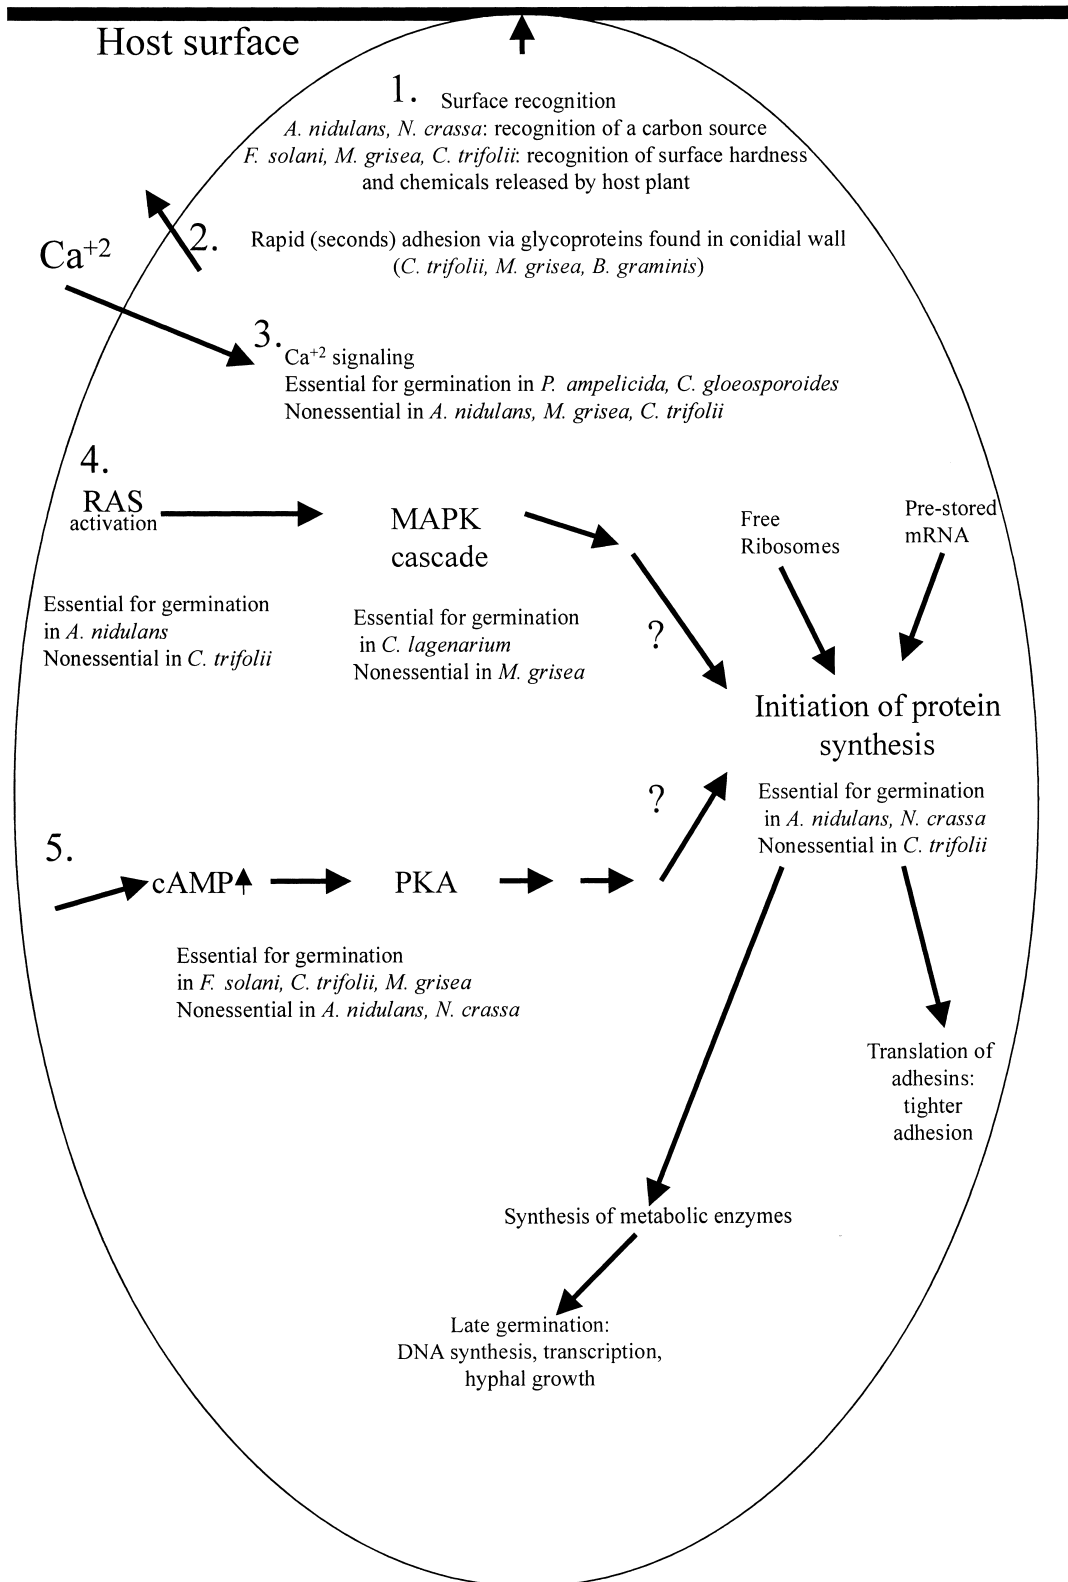 Host surface
1. Surface recognition
A. nidulans, N. crassa: recognition of a carbon source
F. solani, M. grisea, C. trifolii: recognition of surface hardness
and chemicals released by host plant
Ca+2
2. Rapid (seconds) adhesion via glycoproteins found in conidial wall
(C. trifolii, M. grisea, B. graminis)
3. Ca+2 signaling
Essential for germination in P. ampelicida, C. gloeosporoides
Nonessential in A. nidulans, M. grisea, C. trifolii
4.
RAS
activation
MAPK
cascade
Free
Ribosomes
Pre-stored
mRNA
Essential for germination
in A. nidulans
Nonessential in C. trifolii
Essential for germination
in C. lagenarium
Nonessential in M. grisea
?
Initiation of protein
synthesis
Essential for germination
in A. nidulans, N. crassa
Nonessential in C. trifolii
?
5.
cAMP
PKA
Essential for germination
in F. solani, C. trifolii, M. grisea
Nonessential in A. nidulans, N. crassa
Translation of
adhesins:
tighter
adhesion
Synthesis of metabolic enzymes
Late germination:
DNA synthesis, transcription,
hyphal growth